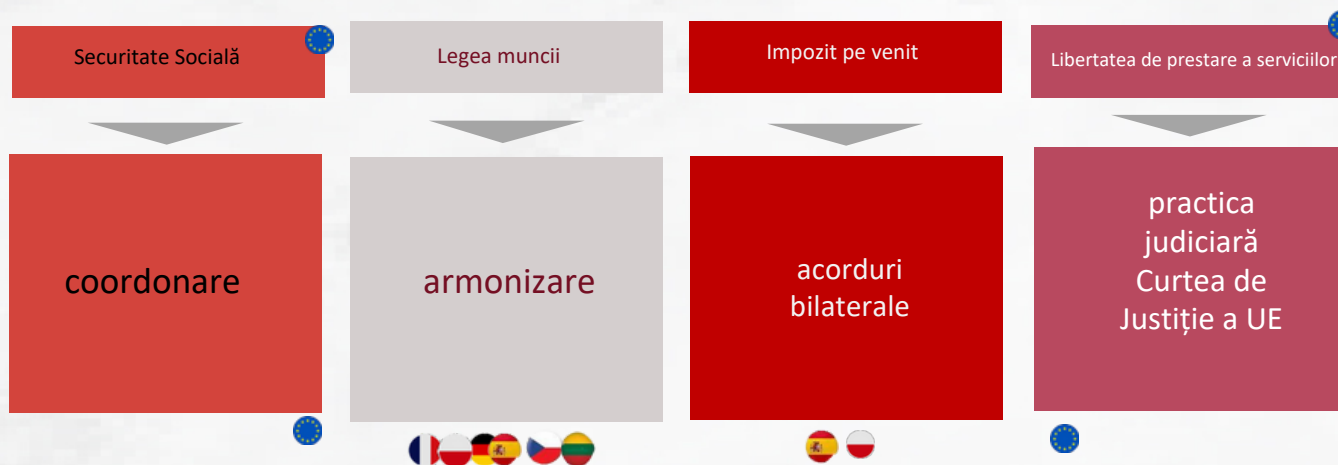 Securitate Socială
Legea muncii
Impozit pe venit
Libertatea de prestare a serviciilor
coordonare
armonizare
acorduri
bilaterale
practica
judiciară
Curtea de
Justiție a UE